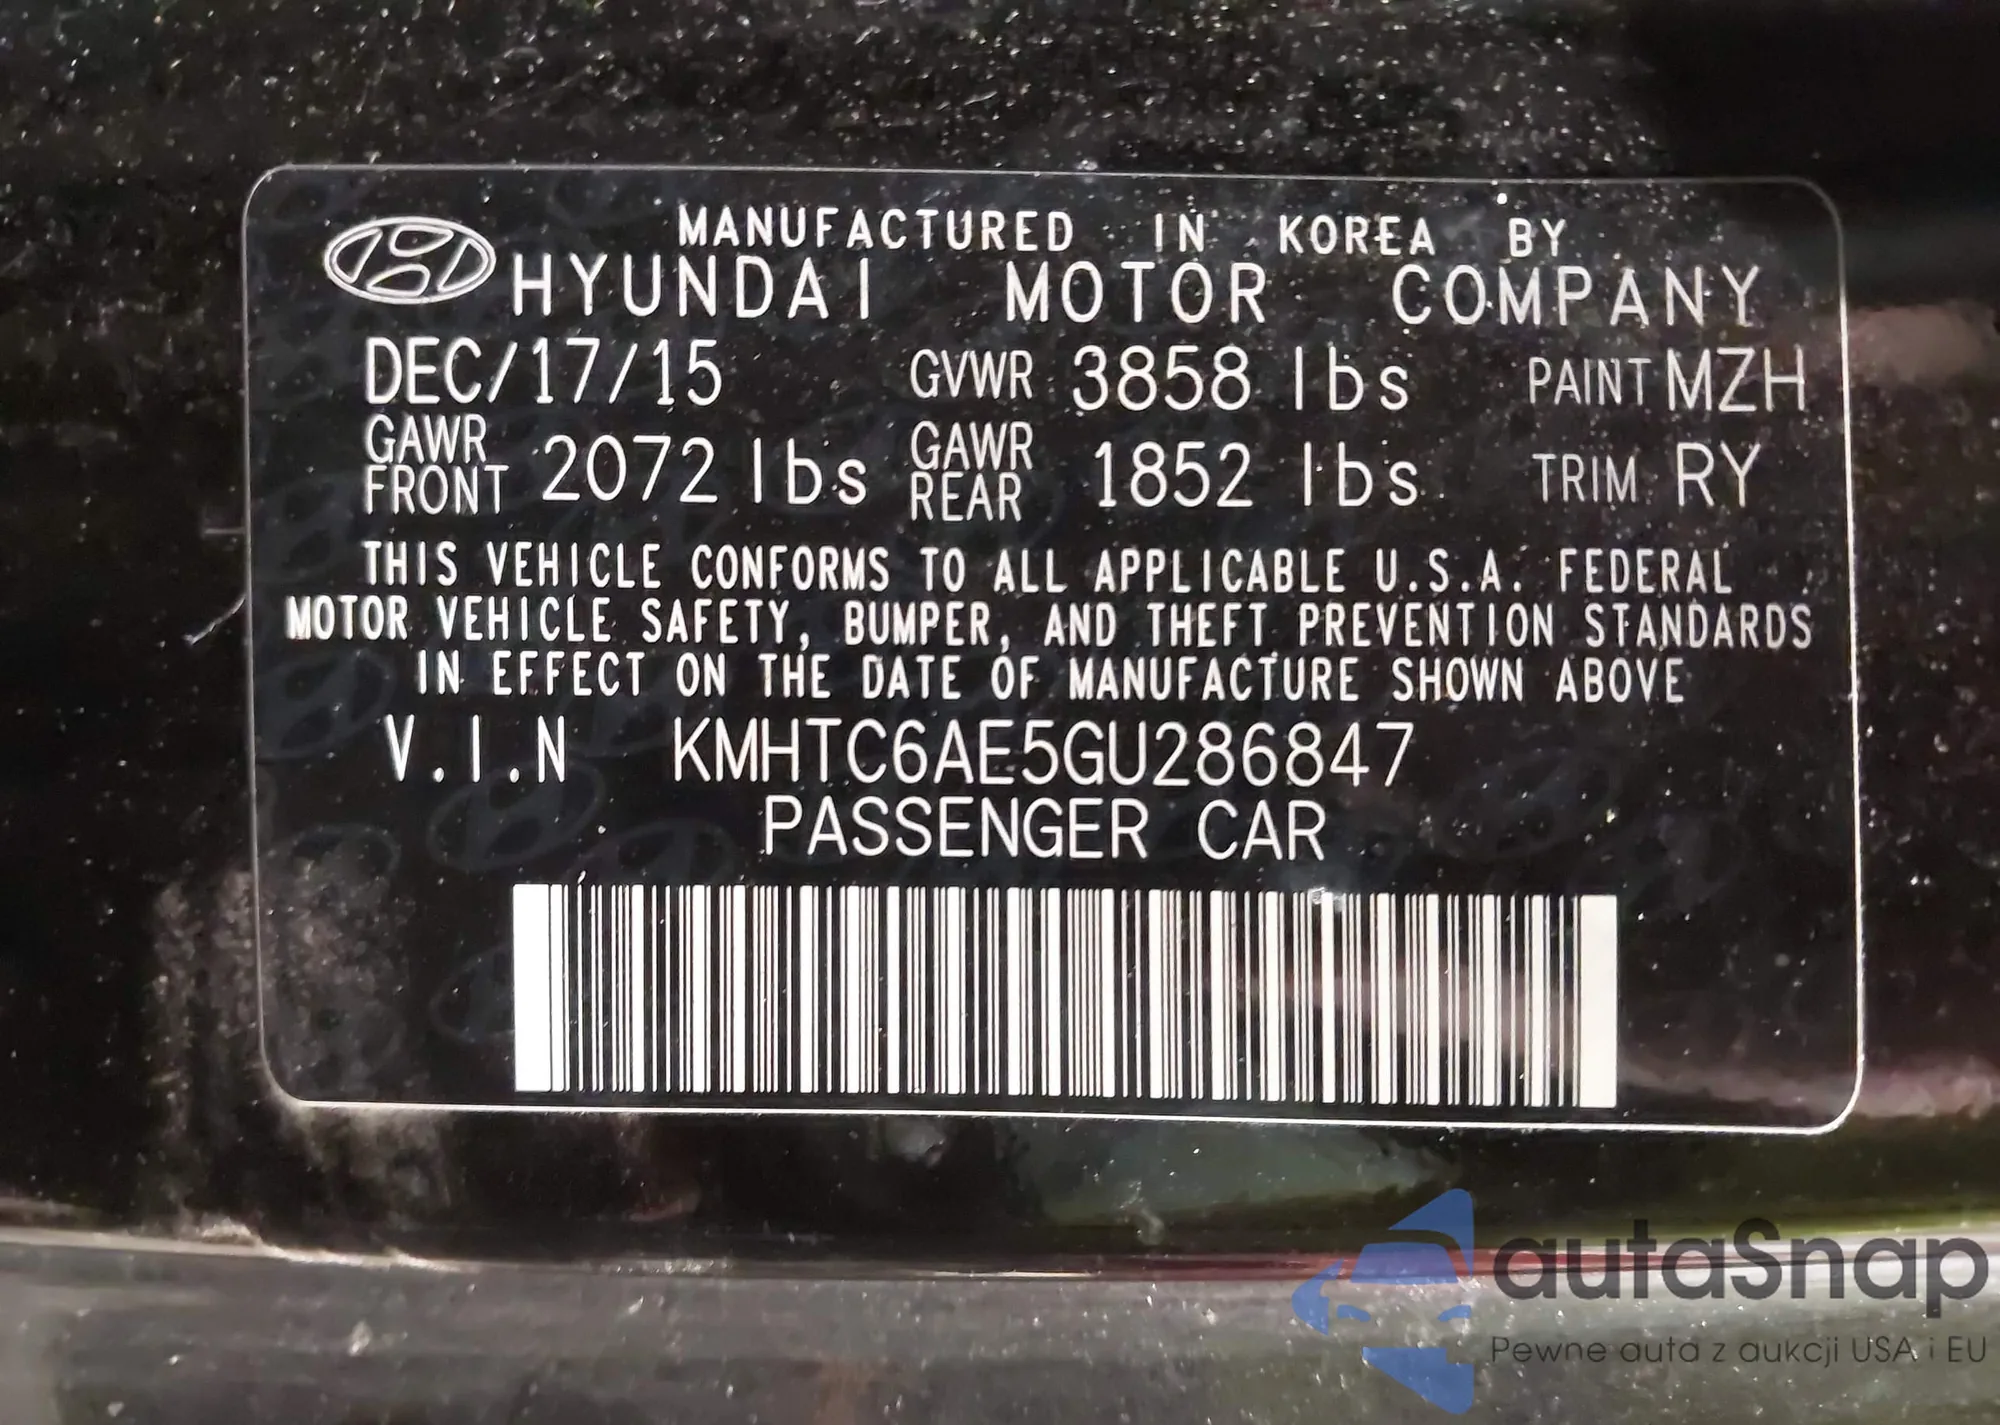 MANUFACTURED IN KOREA BY
HYUNDAI MOTOR COMPANY
DEC/17/15 GVWR 3858 lbs PAINT MZH
GAWR FRONT 2072 lbs GAWR REAR 1852 lbs TRIM RY
THIS VEHICLE CONFORMS TO ALL APPLICABLE U.S.A. FEDERAL
MOTOR VEHICLE SAFETY, BUMPER, AND THEFT PREVENTION STANDARDS
IN EFFECT ON THE DATE OF MANUFACTURE SHOWN ABOVE
V.I.N KMHTC6AE5GU286847
PASSENGER CAR
autaSnap
Pewne auta z aukcji USA i EU